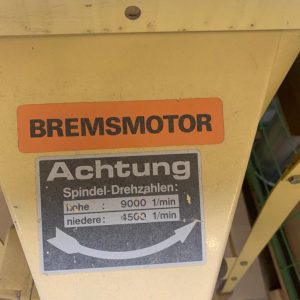 BREMSMOTOR
Achtung
Spindel-Drehzahlen:
hohe : 9000 1/min
niedere: 4500 1/min